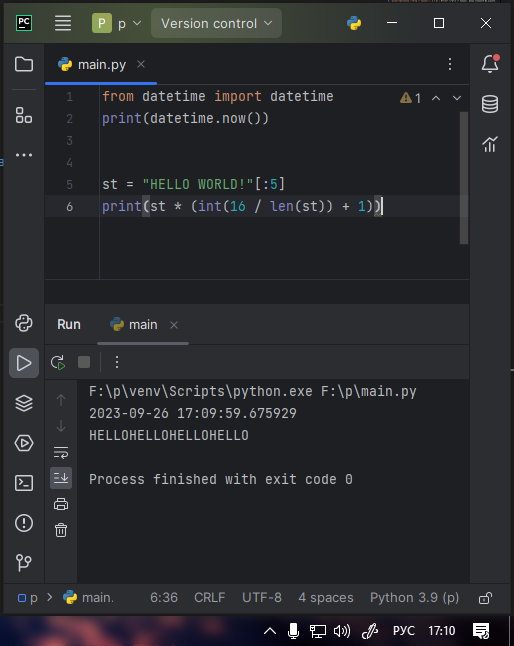 PC
P p Version control
main.py
1 from datetime import datetime 1
2 print(datetime.now())
3
4
5 st = "HELLO WORLD!"[:5]
6 print(st * (int(16 / len(st)) + 1))
Run main
F:\p\venv\Scripts\python.exe F:\p\main.py
2023-09-26 17:09:59.675929
HELLOHELLOHELLOHELLO
Process finished with exit code 0
p > main. 6:36 CRLF UTF-8 4 spaces Python 3.9 (p)
РУС 17:10